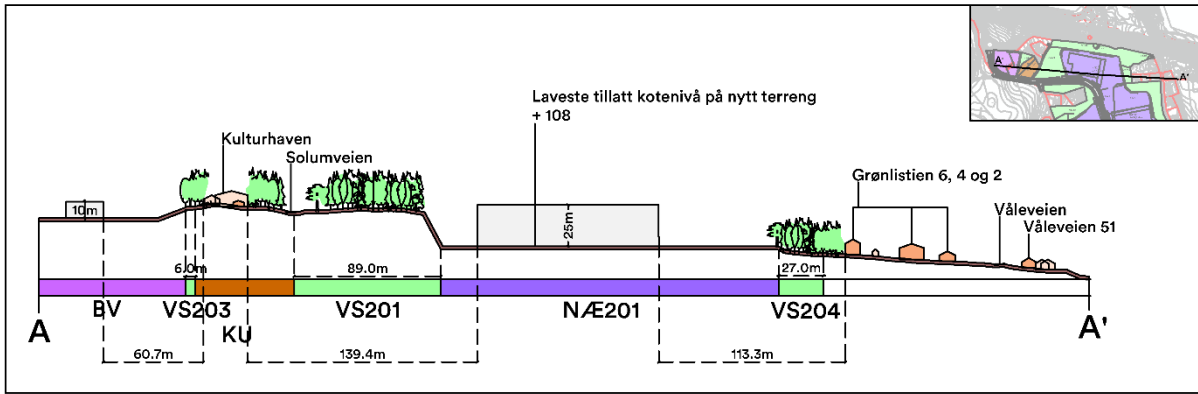 A
A'
Laveste tillatt kotenivå på nytt terreng
+ 108
Kulturhaven
Solumveien
Grønlistien 6, 4 og 2
Våleveien
Våleveien 51
10m
25m
6.0m
89.0m
27.0m
BV
VS203
KU
VS201
NÆ201
VS204
A
A'
60.7m
139.4m
113.3m